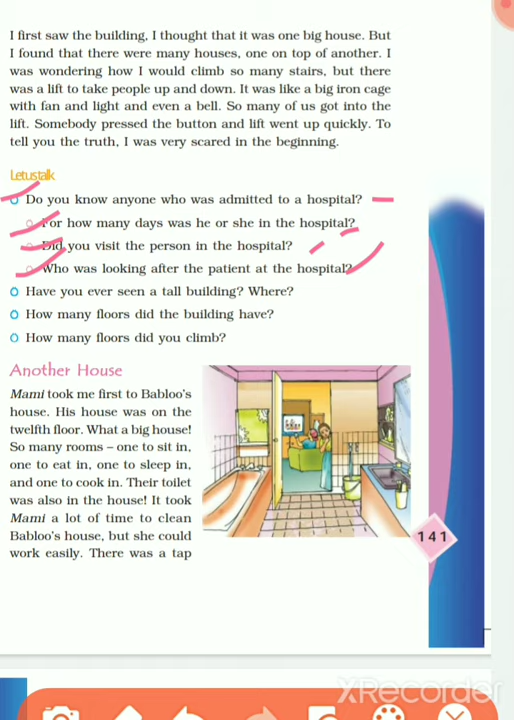 I first saw the building, I thought that it was one big house. But
I found that there were many houses, one on top of another. I
was wondering how I would climb so many stairs, but there
was a lift to take people up and down. It was like a big iron cage
with fan and light and even a bell. So many of us got into the
lift. Somebody pressed the button and lift went up quickly. To
tell you the truth, I was very scared in the beginning.
Let us talk
Do you know anyone who was admitted to a hospital?
For how many days was he or she in the hospital?
Did you visit the person in the hospital?
Who was looking after the patient at the hospital?
Have you ever seen a tall building? Where?
How many floors did the building have?
How many floors did you climb?
Another House
Mami took me first to Babloo's
house. His house was on the
twelfth floor. What a big house!
So many rooms – one to sit in,
one to eat in, one to sleep in,
and one to cook in. Their toilet
was also in the house! It took
Mami a lot of time to clean
Babloo's house, but she could
work easily. There was a tap
141
XRecorder